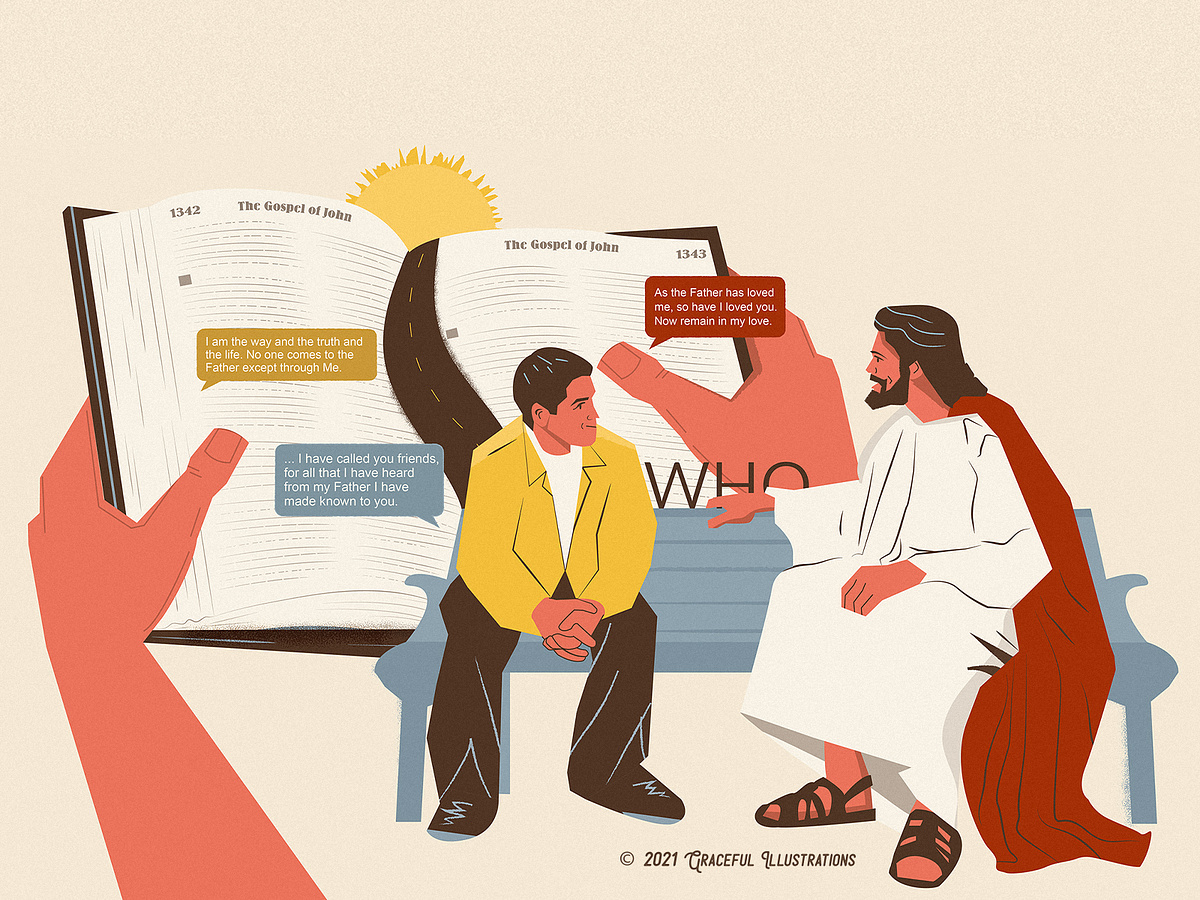 1342
The Gospel of John
The Gospel of John
1343
As the Father has loved
me, so have I loved you.
Now remain in my love.
I am the way and the truth and
the life. No one comes to the
Father except through Me.
... I have called you friends,
for all that I have heard
from my Father I have
made known to you.
WHO
© 2021 Graceful Illustrations